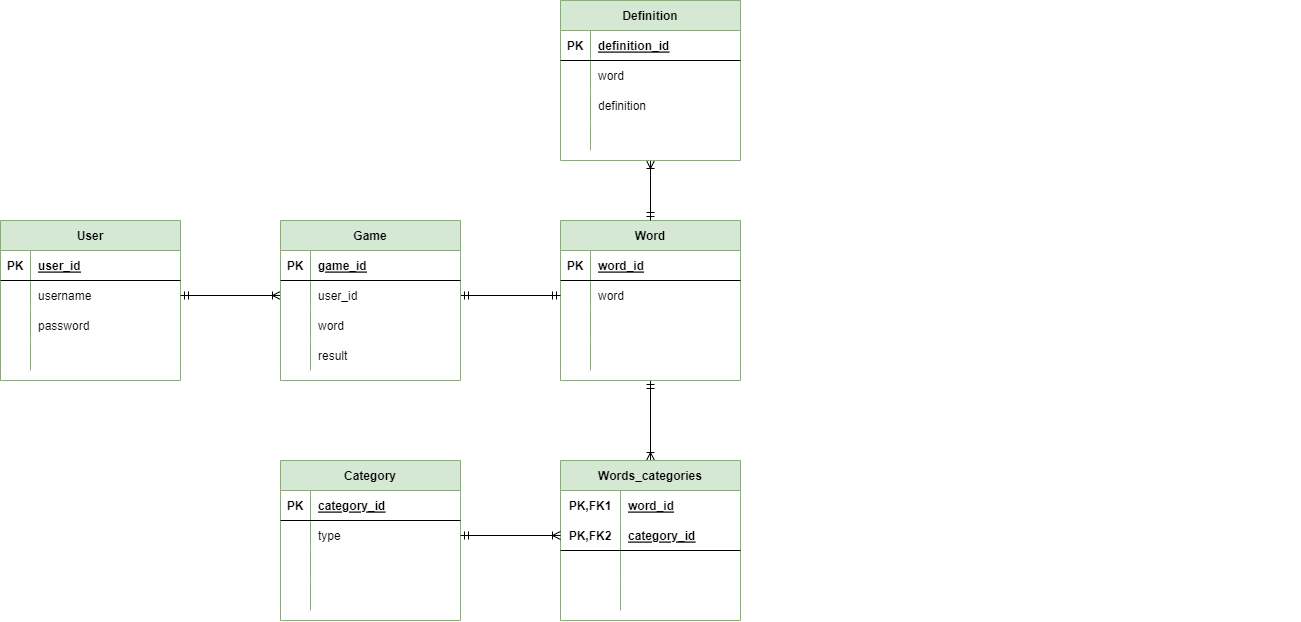 Definition
PK definition_id
word
definition
User
PK user_id
username
password
Game
PK game_id
user_id
word
result
Word
PK word_id
word
Category
PK category_id
type
Words_categories
PK,FK1 word_id
PK,FK2 category_id